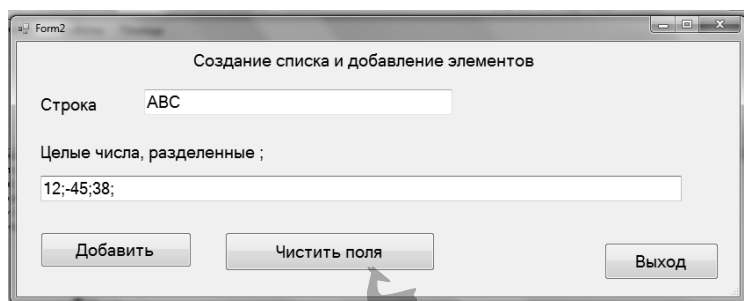 Form2
Создание списка и добавление элементов
Строка ABC
Целые числа, разделенные ;
12;-45;38;
Добавить Чистить поля Выход